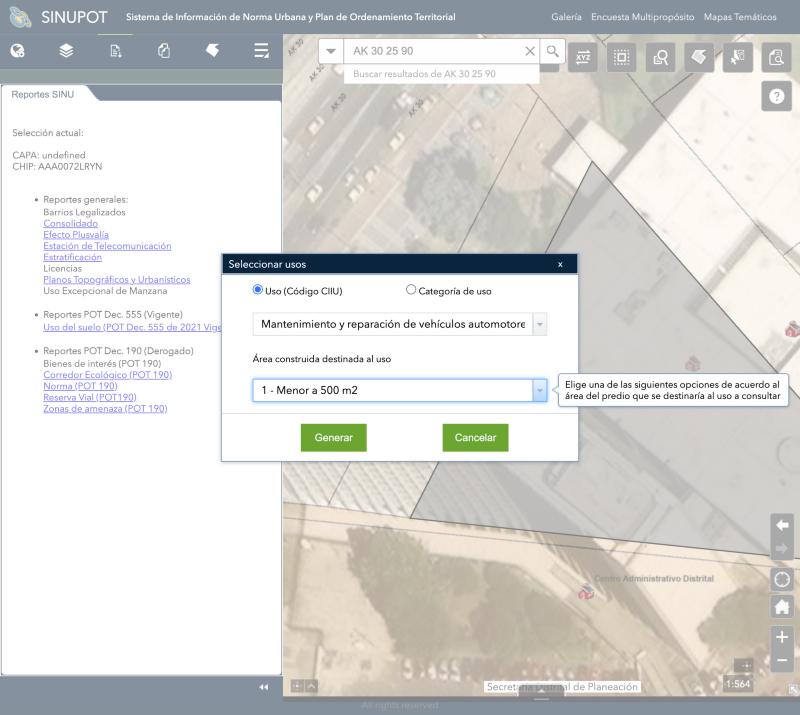 SINUPOT
Sistema de Información de Norma Urbana y Plan de Ordenamiento Territorial
Galería Encuesta Multipropósito Mapas Temáticos
AK 30 25 90
Buscar resultados de AK 30 25 90
XYZ
?
AK 30
AK 30
AK 30
AK 30
Reportes SINU
Selección actual:
CAPA: undefined
CHIP: AAA0072LRYN
• Reportes generales:
Barrios Legalizados
Consolidado
Efecto Plusvalía
Estación de Telecomunicación
Estratificación
Licencias
Planos Topográficos y Urbanísticos
Uso Excepcional de Manzana
• Reportes POT Dec. 555 (Vigente)
Uso del suelo (POT Dec. 555 de 2021 Vige
• Reportes POT Dec. 190 (Derogado)
Bienes de interés (POT 190)
Corredor Ecológico (POT 190)
Norma (POT 190)
Reserva Vial (POT190)
Zonas de amenaza (POT 190)
Seleccionar usos x
Uso (Código CIIU) Categoría de uso
Mantenimiento y reparación de vehículos automotore
Área construida destinada al uso
1 - Menor a 500 m2
Elige una de las siguientes opciones de acuerdo al
área del predio que se destinaría al uso a consultar
Generar Cancelar
Centro Administrativo Distrital
+
−
1:564
Secretaría Distrital de Planeación
All rights reserved